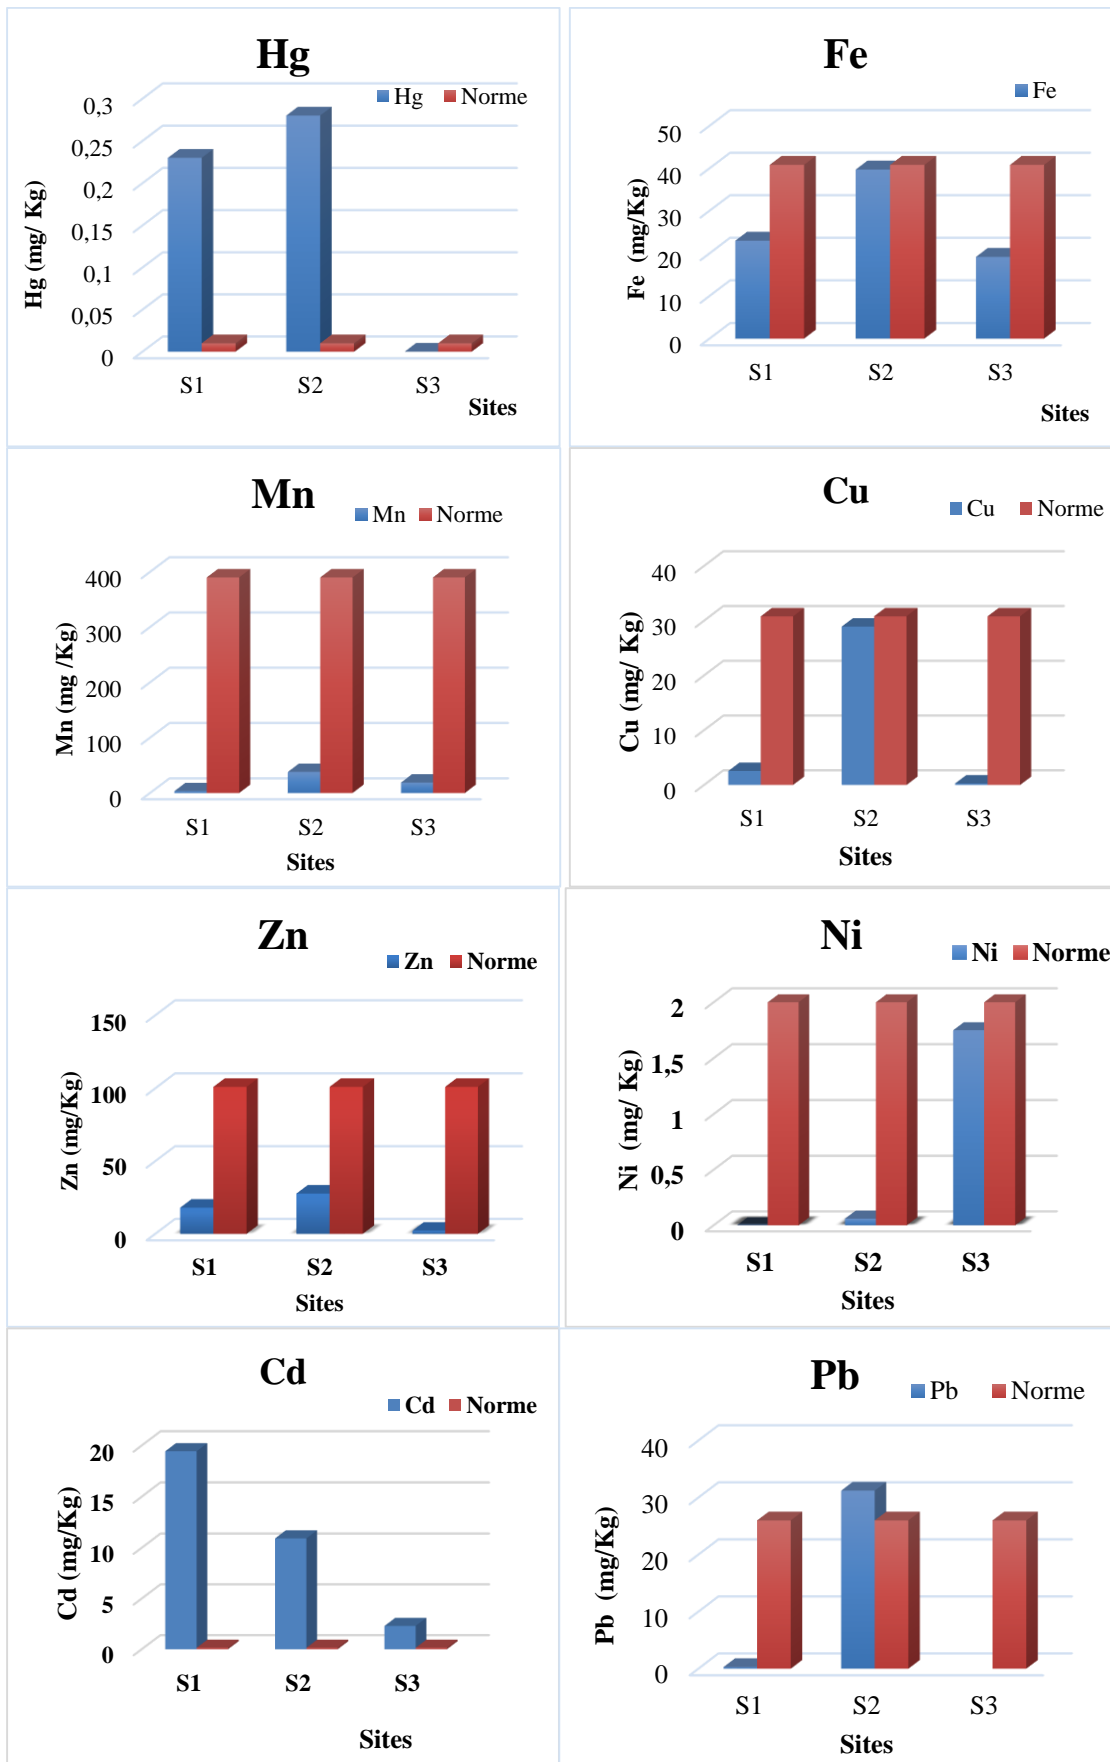 Hg
Hg Norme
0,3
0,25
0,2
0,15
0,1
0,05
0
Hg (mg/ Kg)
S1 S2 S3
Sites
Fe
Fe
50
40
30
20
10
0
Fe (mg/Kg)
S1 S2 S3
Sites
Mn
Mn Norme
400
300
200
100
0
Mn (mg /Kg)
S1 S2 S3
Sites
Cu
Cu Norme
40
30
20
10
0
Cu (mg/ Kg)
S1 S2 S3
Sites
Zn
Zn Norme
150
100
50
0
Zn (mg/Kg)
S1 S2 S3
Sites
Ni
Ni Norme
2
1,5
1
0,5
0
Ni (mg/ Kg)
S1 S2 S3
Sites
Cd
Cd Norme
20
15
10
5
0
Cd (mg/Kg)
S1 S2 S3
Sites
Pb
Pb Norme
40
30
20
10
0
Pb (mg/Kg)
S1 S2 S3
Sites